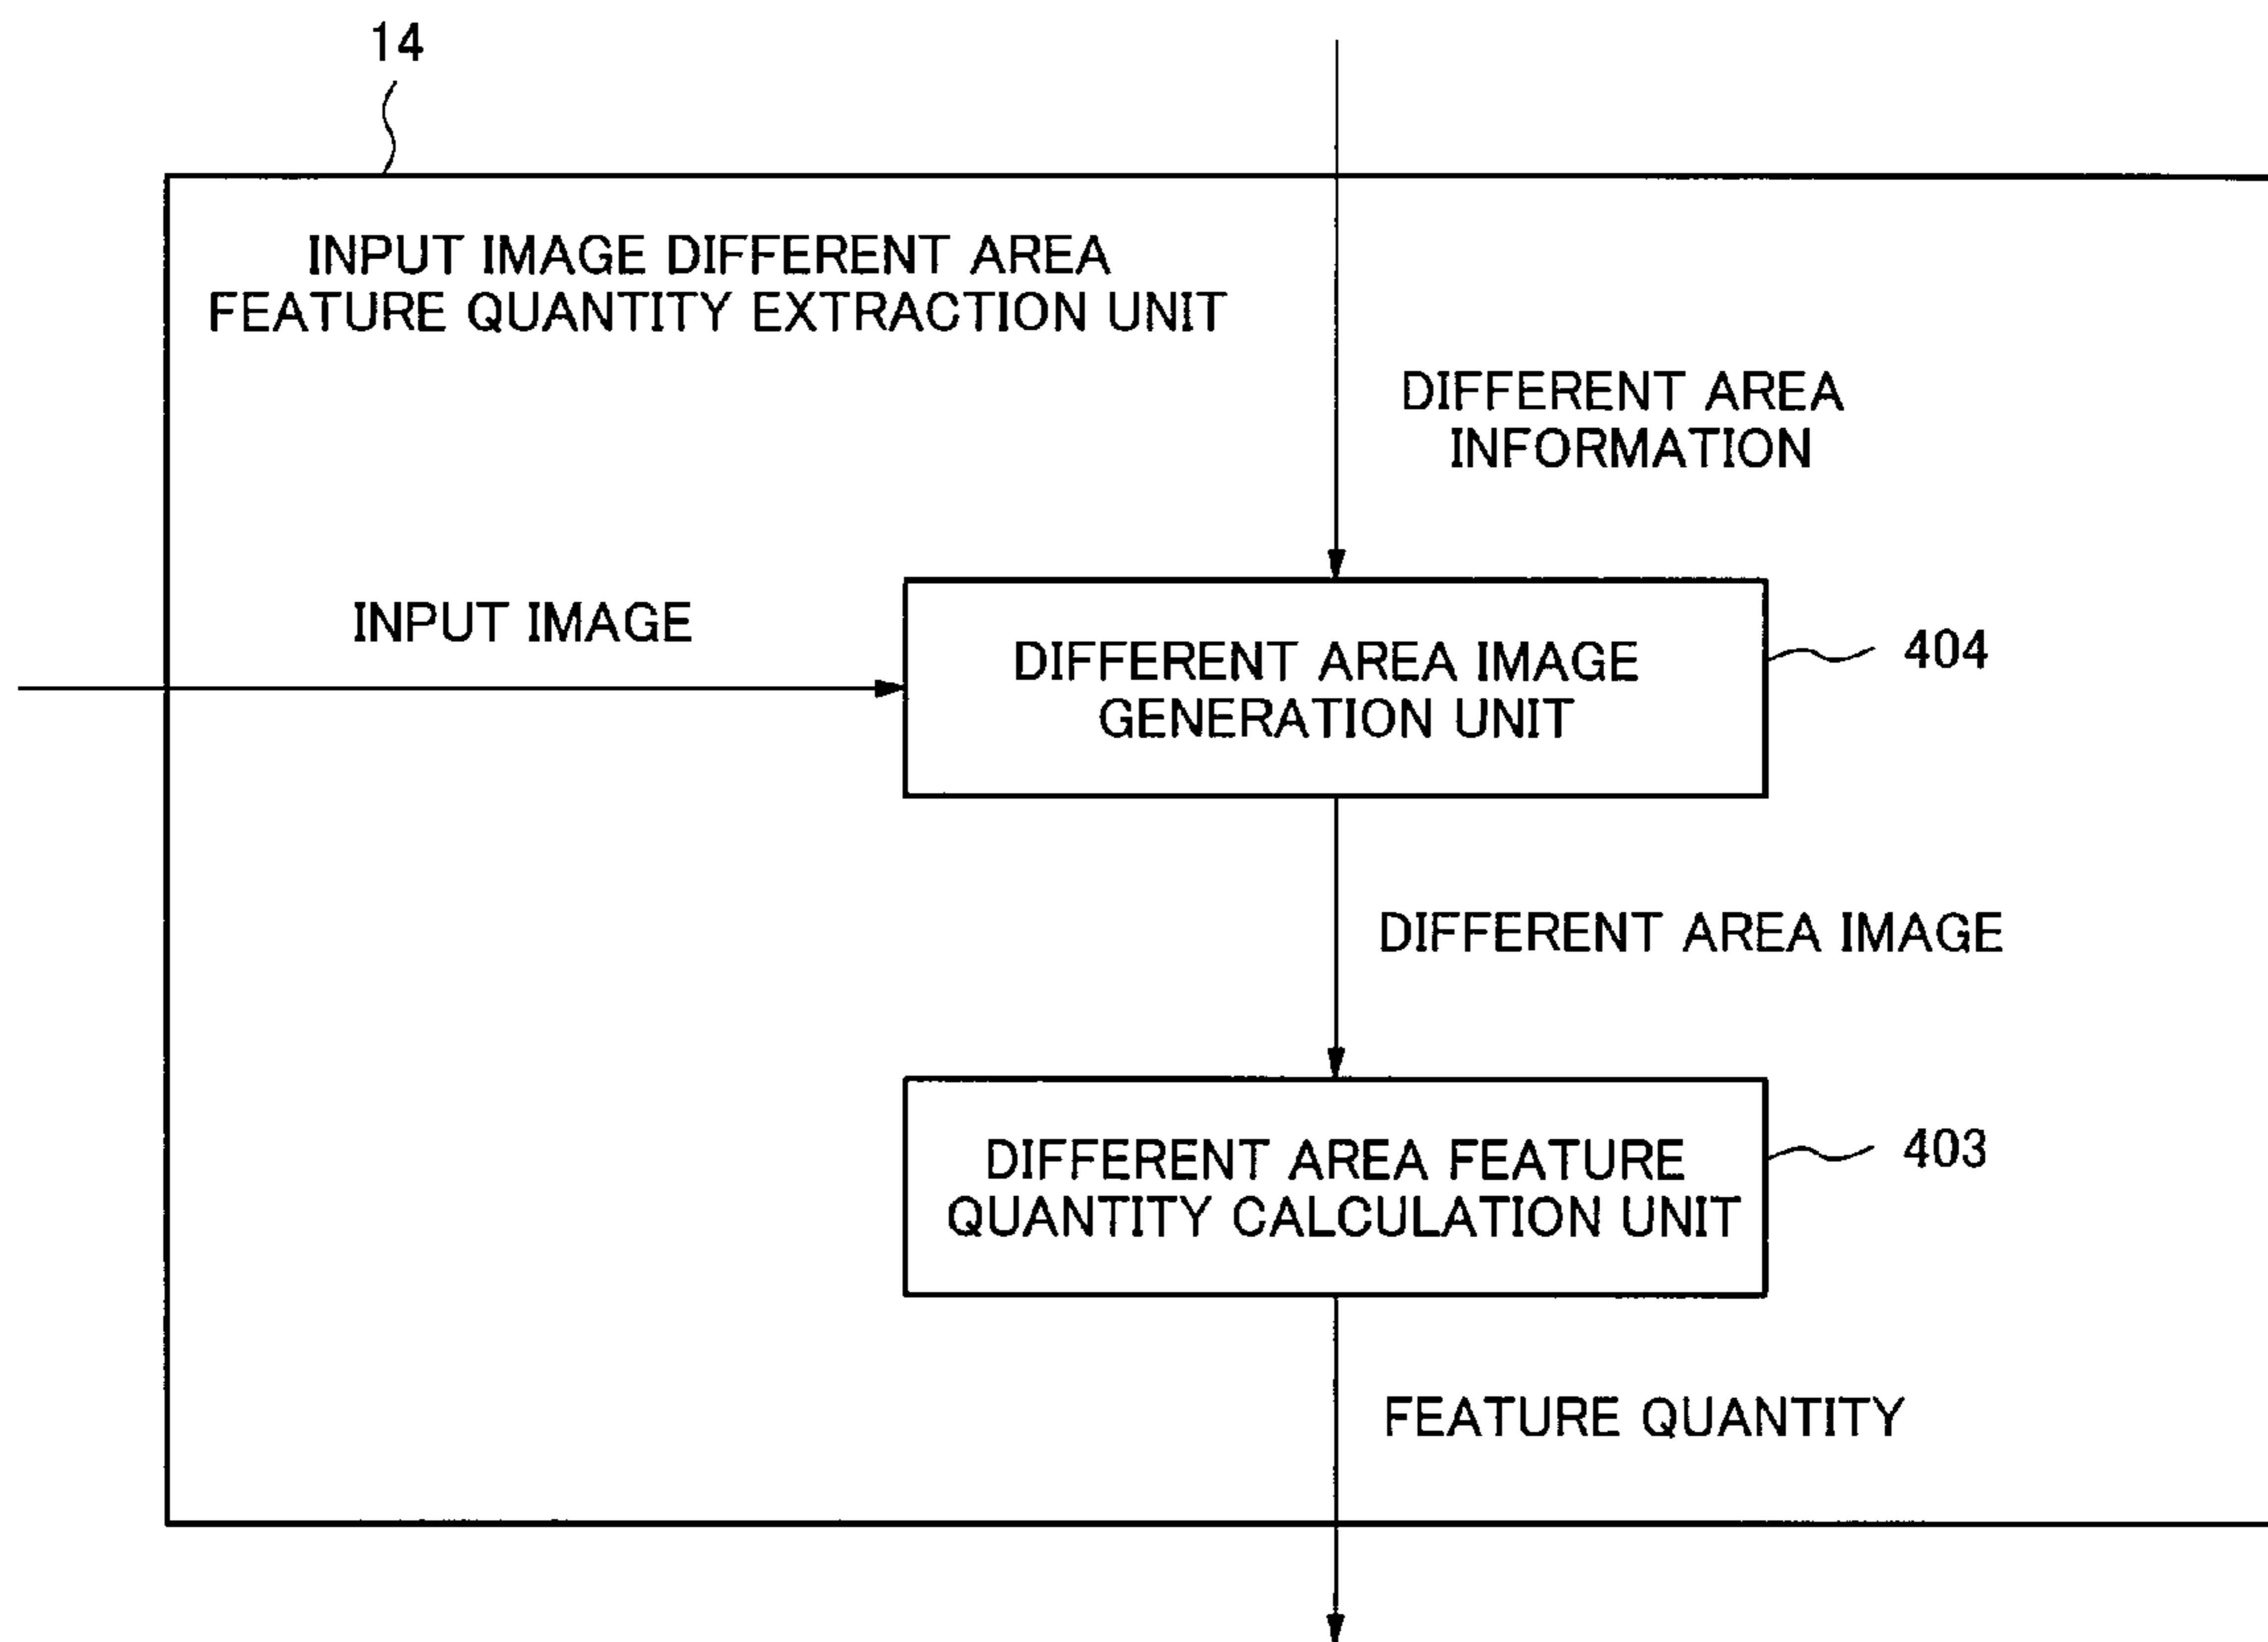 14
INPUT IMAGE DIFFERENT AREA
FEATURE QUANTITY EXTRACTION UNIT
DIFFERENT AREA
INFORMATION
INPUT IMAGE
DIFFERENT AREA IMAGE
GENERATION UNIT
404
DIFFERENT AREA IMAGE
DIFFERENT AREA FEATURE
QUANTITY CALCULATION UNIT
403
FEATURE QUANTITY